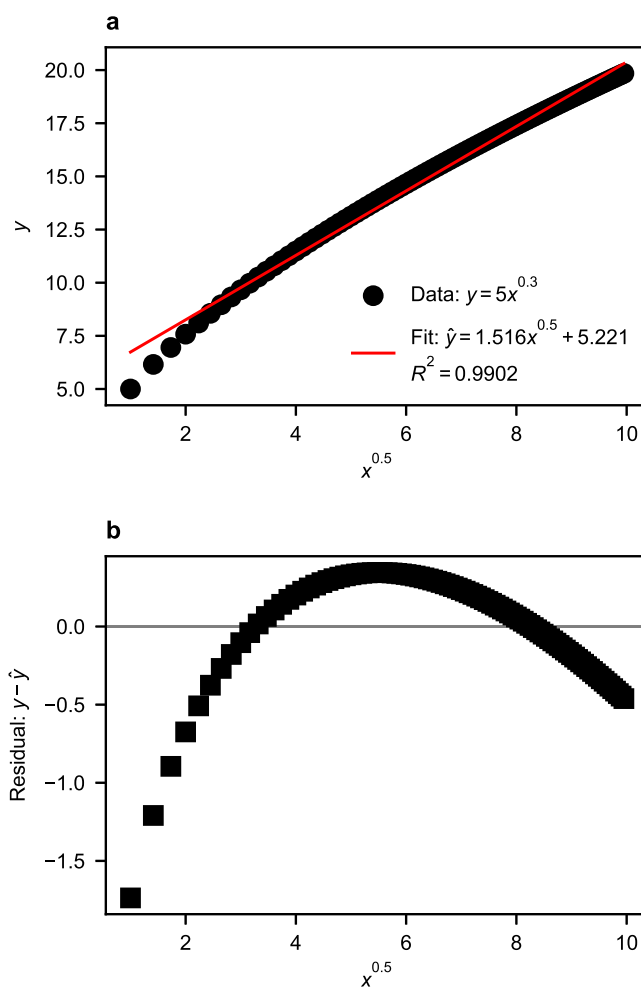 a
20.0
17.5
15.0
12.5
10.0
7.5
5.0
y
Data: y = 5x^0.3
Fit: ŷ = 1.516x^0.5 + 5.221
R^2 = 0.9902
2 4 6 8 10
x^0.5
b
0.0
−0.5
−1.0
−1.5
Residual: y − ŷ
2 4 6 8 10
x^0.5